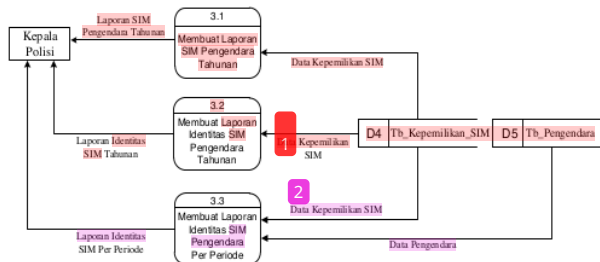 3.1
Laporan SIM
Pengendara Tahunan
Kepala
Polisi
Membuat Laporan
SIM Pengendara
Tahunan
Data Kepemilikan SIM
3.2
Membuat Laporan
Identitas SIM
Pengendara
Tahunan
1
Kepemilikan
SIM
D4 Tb_Kepemilikan_SIM
D5 Tb_Pengendara
Laporan Identitas
SIM Tahunan
2
3.3
Membuat Laporan
Identitas SIM
Pengendara
Per Periode
Data Kepemilikan SIM
Data Pengendara
Laporan Identitas
SIM Per Periode